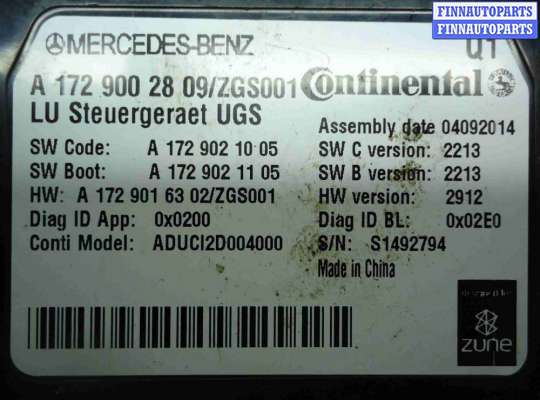 FINNAUTOPARTS
FINNAUTOPARTS
MERCEDES-BENZ
Q1
A 172 900 28 09/ZGS001
Continental
LU Steuergeraet UGS
Assembly date 04092014
SW Code: A 172 902 10 05
SW C version: 2213
SW Boot: A 172 902 11 05
SW B version: 2213
HW: A 172 901 63 02/ZGS001
HW version: 2912
Diag ID App: 0x0200
Diag ID BL: 0x02E0
Conti Model: ADUCI2D004000
S/N: S1492794
Made in China
zune